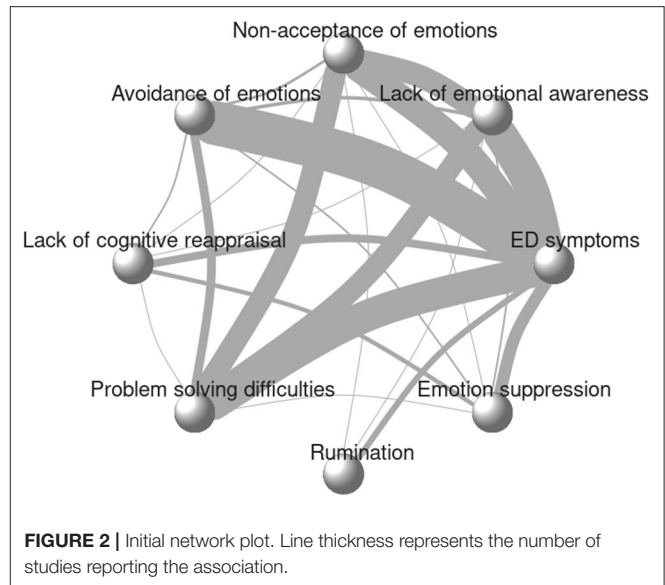 Non-acceptance of emotions
Avoidance of emotions
Lack of emotional awareness
Lack of cognitive reappraisal
ED symptoms
Problem solving difficulties
Emotion suppression
Rumination
FIGURE 2 | Initial network plot. Line thickness represents the number of
studies reporting the association.